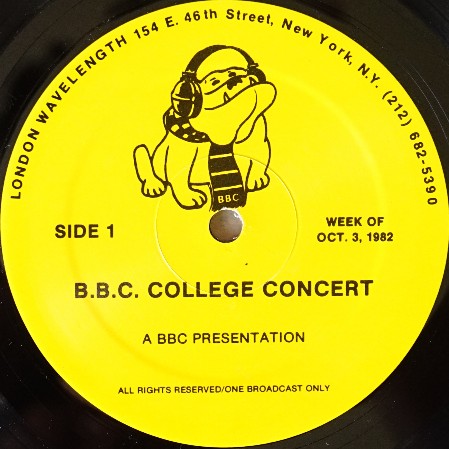 LONDON WAVELENGTH 154 E. 46th Street, New York, N.Y. (212) 682-5390
BBC
SIDE 1
WEEK OF
OCT. 3, 1982
B.B.C. COLLEGE CONCERT
A BBC PRESENTATION
ALL RIGHTS RESERVED/ONE BROADCAST ONLY